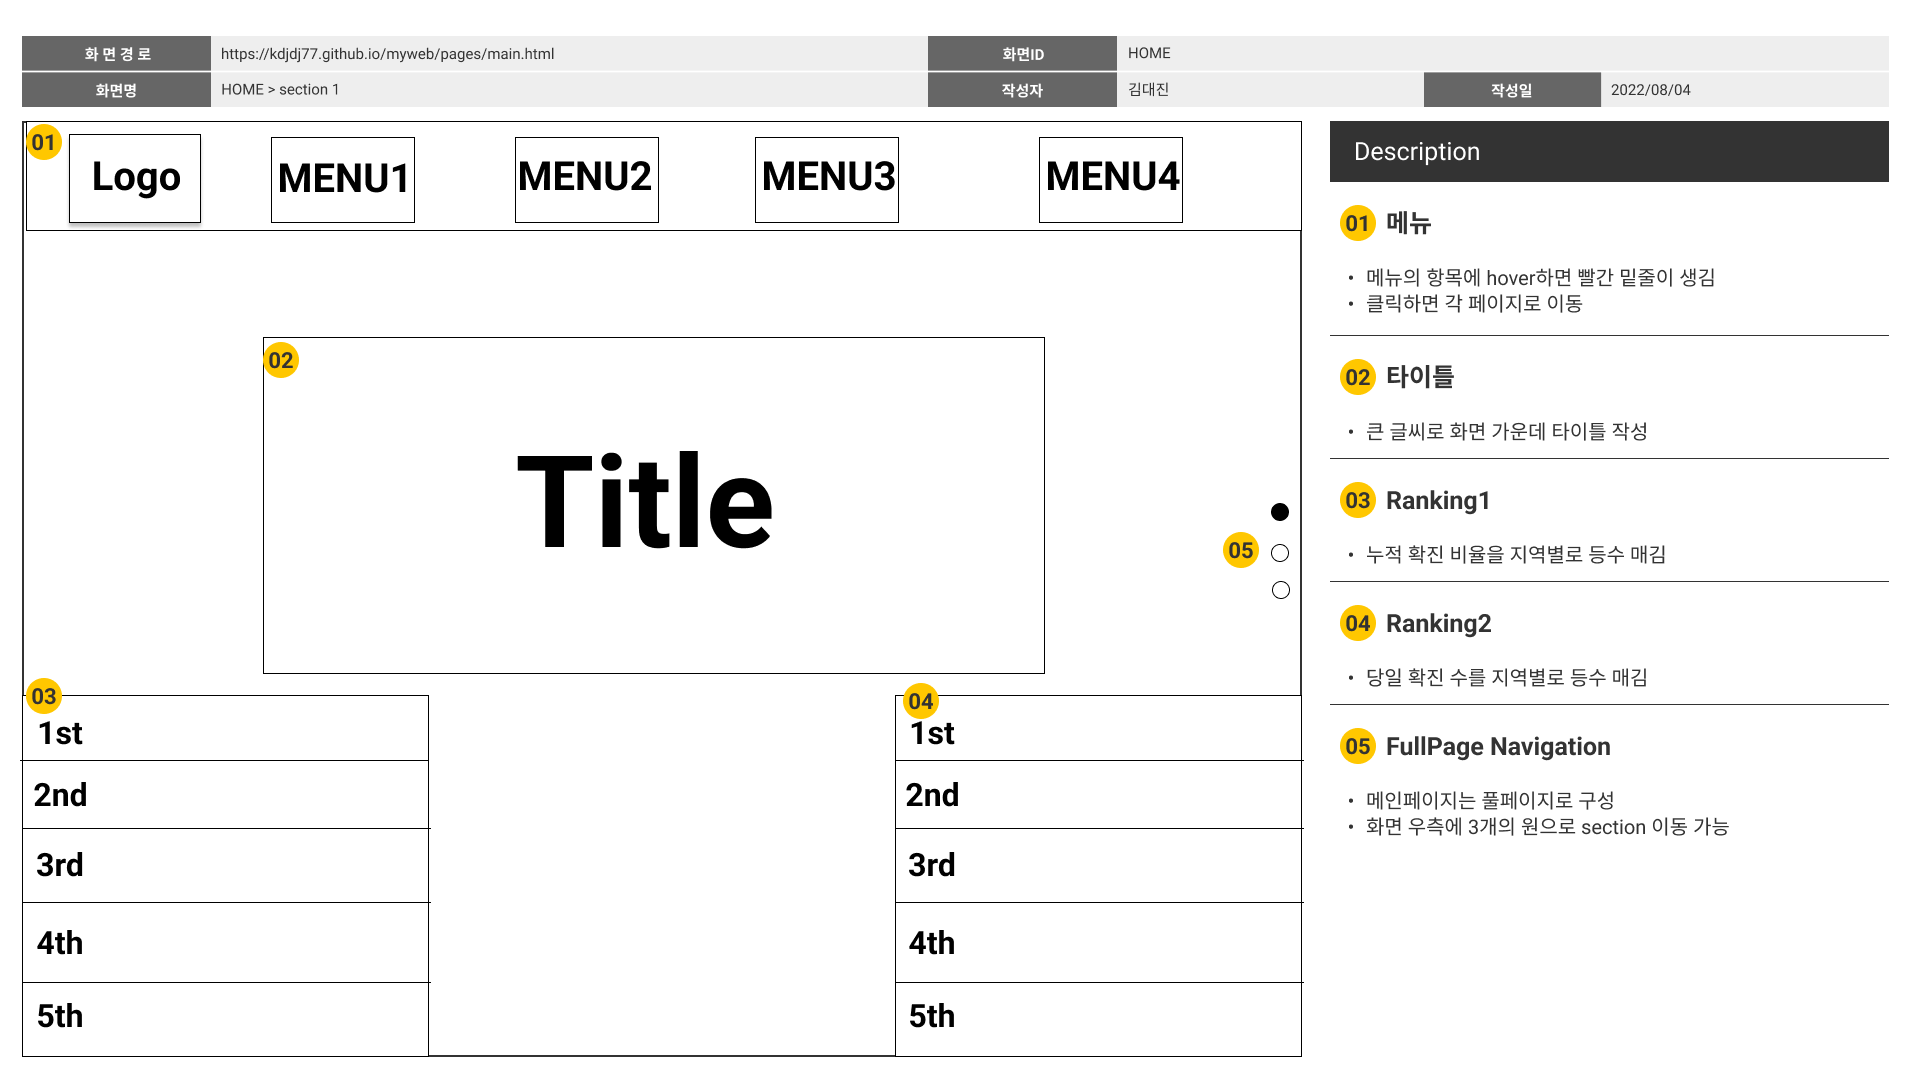 화 면 경 로 https://kdjdj77.github.io/myweb/pages/main.html 화면ID HOME
화면명 HOME > section 1 작성자 김대진 작성일 2022/08/04
01
Logo MENU1 MENU2 MENU3 MENU4
02
Title
05
03
1st
2nd
3rd
4th
5th
04
1st
2nd
3rd
4th
5th
Description
01 메뉴
• 메뉴의 항목에 hover하면 빨간 밑줄이 생김
• 클릭하면 각 페이지로 이동
02 타이틀
• 큰 글씨로 화면 가운데 타이틀 작성
03 Ranking1
• 누적 확진 비율을 지역별로 등수 매김
04 Ranking2
• 당일 확진 수를 지역별로 등수 매김
05 FullPage Navigation
• 메인페이지는 풀페이지로 구성
• 화면 우측에 3개의 원으로 section 이동 가능